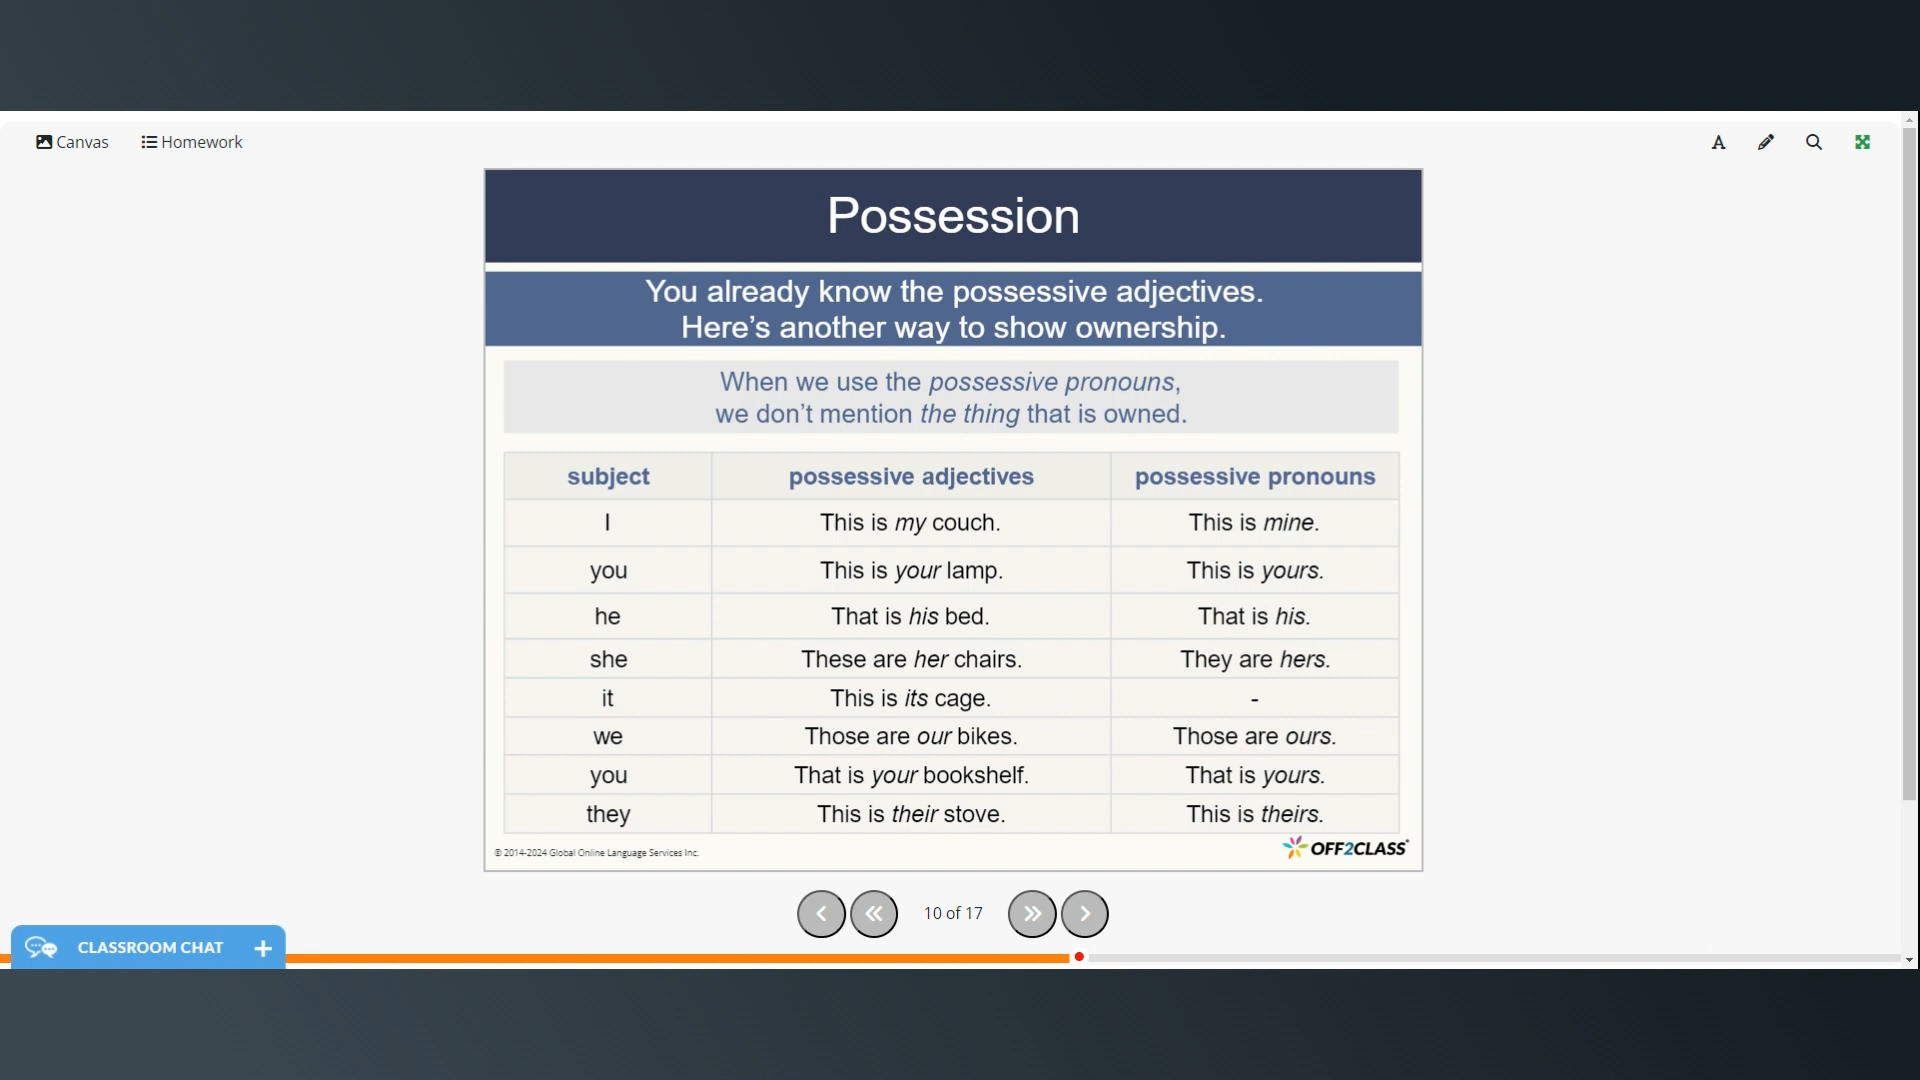 Canvas Homework A
Possession
You already know the possessive adjectives.
Here's another way to show ownership.
When we use the possessive pronouns,
we don't mention the thing that is owned.
subject possessive adjectives possessive pronouns
I This is my couch. This is mine.
you This is your lamp. This is yours.
he That is his bed. That is his.
she These are her chairs. They are hers.
it This is its cage. -
we Those are our bikes. Those are ours.
you That is your bookshelf. That is yours.
they This is their stove. This is theirs.
© 2014-2024 Global Online Language Services Inc. OFF2CLASS
10 of 17
CLASSROOM CHAT +